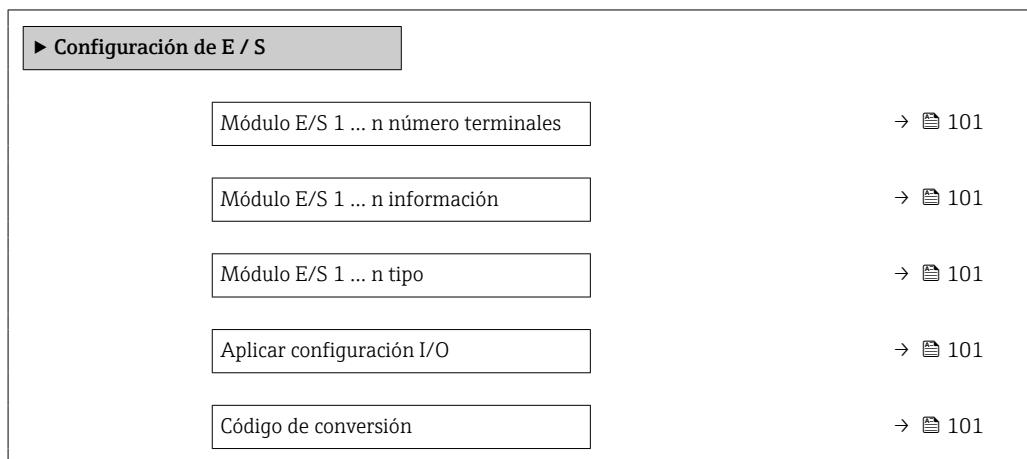 ▶ Configuración de E / S
Módulo E/S 1 ... n número terminales → 101
Módulo E/S 1 ... n información → 101
Módulo E/S 1 ... n tipo → 101
Aplicar configuración I/O → 101
Código de conversión → 101